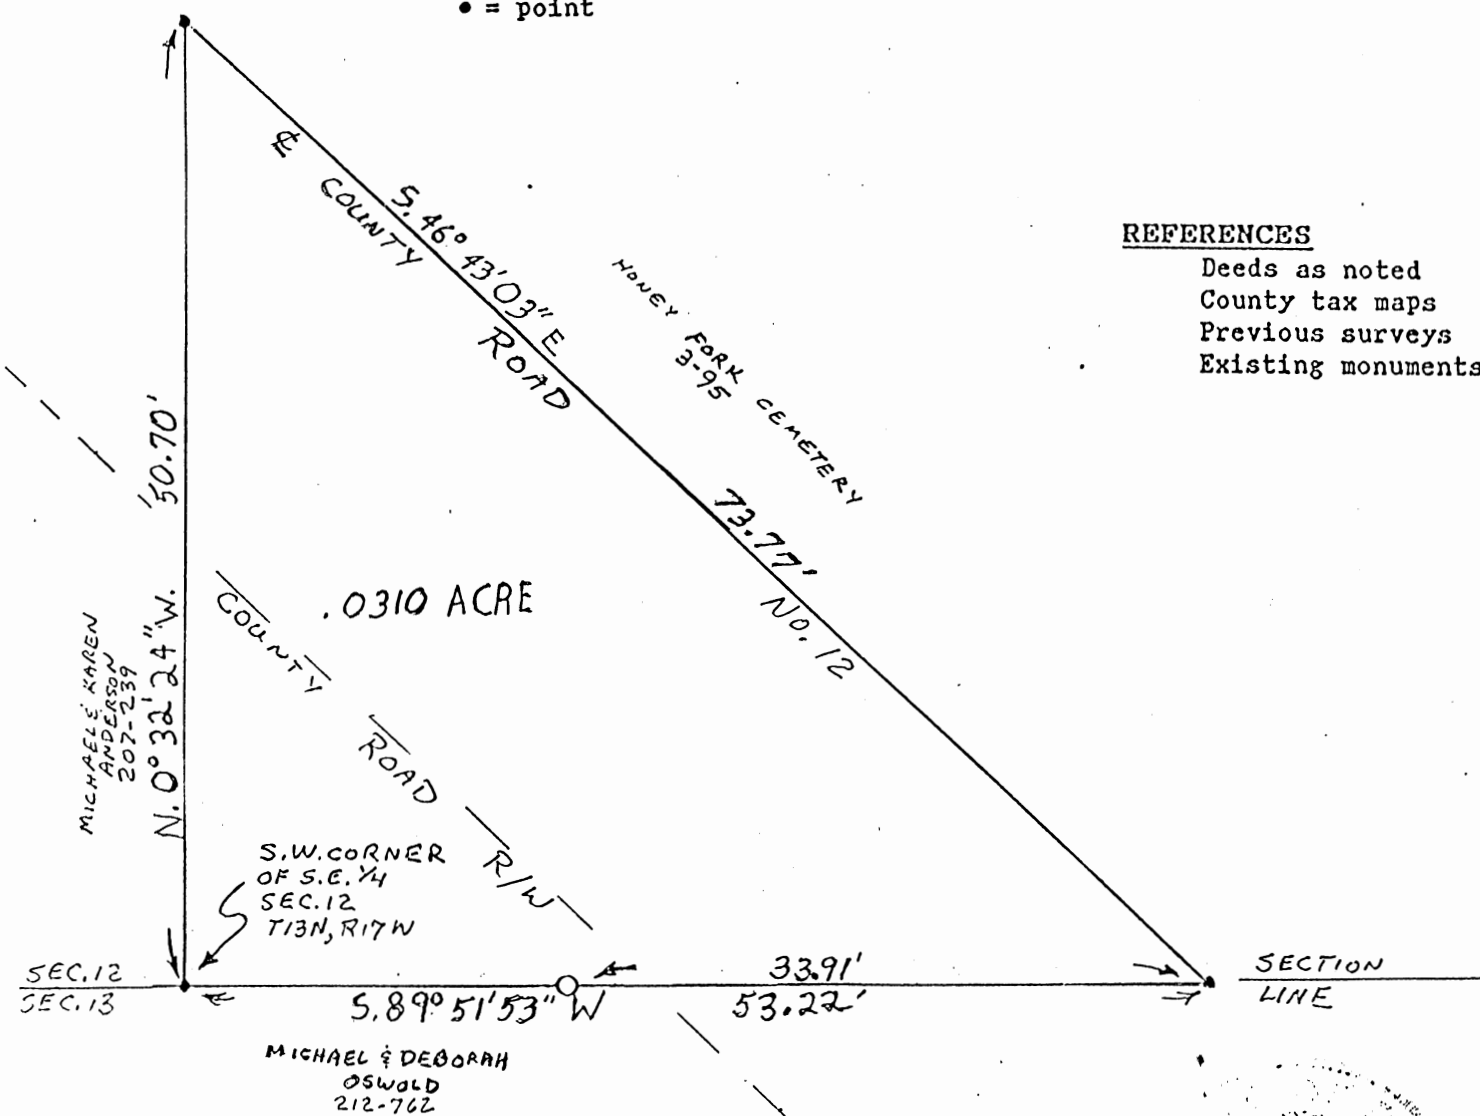 • = point
℄ COUNTY ROAD No. 12
S. 46° 43' 03" E
73.77'
HONEY FORK CEMETERY
3-95
REFERENCES
Deeds as noted
County tax maps
Previous surveys
Existing monuments
50.70'
N. 0° 32' 24" W.
MICHAEL & KAREN
ANDERSON
207-239
.0310 ACRE
COUNTY ROAD R/W
S.W. CORNER
OF S.E. 1/4
SEC. 12
T13N, R17W
SEC. 12
SEC. 13
33.91'
S. 89° 51' 53" W
53.22'
SECTION
LINE
MICHAEL & DEBORAH
OSWOLD
212-762